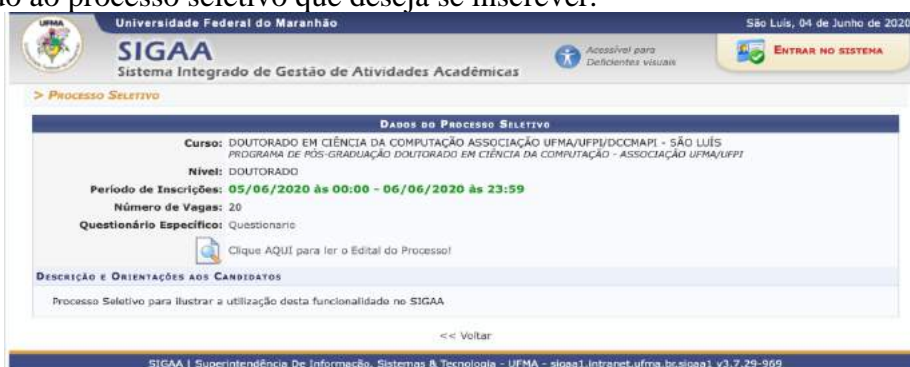 do ao processo seletivo que deseja se inscrever.
UFMA
Universidade Federal do Maranhão
São Luís, 04 de Junho de 2020
SIGAA
Sistema Integrado de Gestão de Atividades Acadêmicas
Acessível para
Deficientes visuais
ENTRAR NO SISTEMA
> PROCESSO SELETIVO
DADOS DO PROCESSO SELETIVO
Curso: DOUTORADO EM CIÊNCIA DA COMPUTAÇÃO ASSOCIAÇÃO UFMA/UFPI/DCCMAPI - SÃO LUÍS
PROGRAMA DE PÓS-GRADUAÇÃO DOUTORADO EM CIÊNCIA DA COMPUTAÇÃO - ASSOCIAÇÃO UFMA/UFPI
Nível: DOUTORADO
Período de Inscrições: 05/06/2020 às 00:00 - 06/06/2020 às 23:59
Número de Vagas: 20
Questionário Específico: Questionario
Clique AQUI para ler o Edital do Processo!
DESCRIÇÃO E ORIENTAÇÕES AOS CANDIDATOS
Processo Seletivo para ilustrar a utilização desta funcionalidade no SIGAA
<< Voltar
SIGAA | Superintendência De Informação, Sistemas & Tecnologia - UFMA - sigaa1.intranet.ufma.br.sigaa1 v3.7.29-969